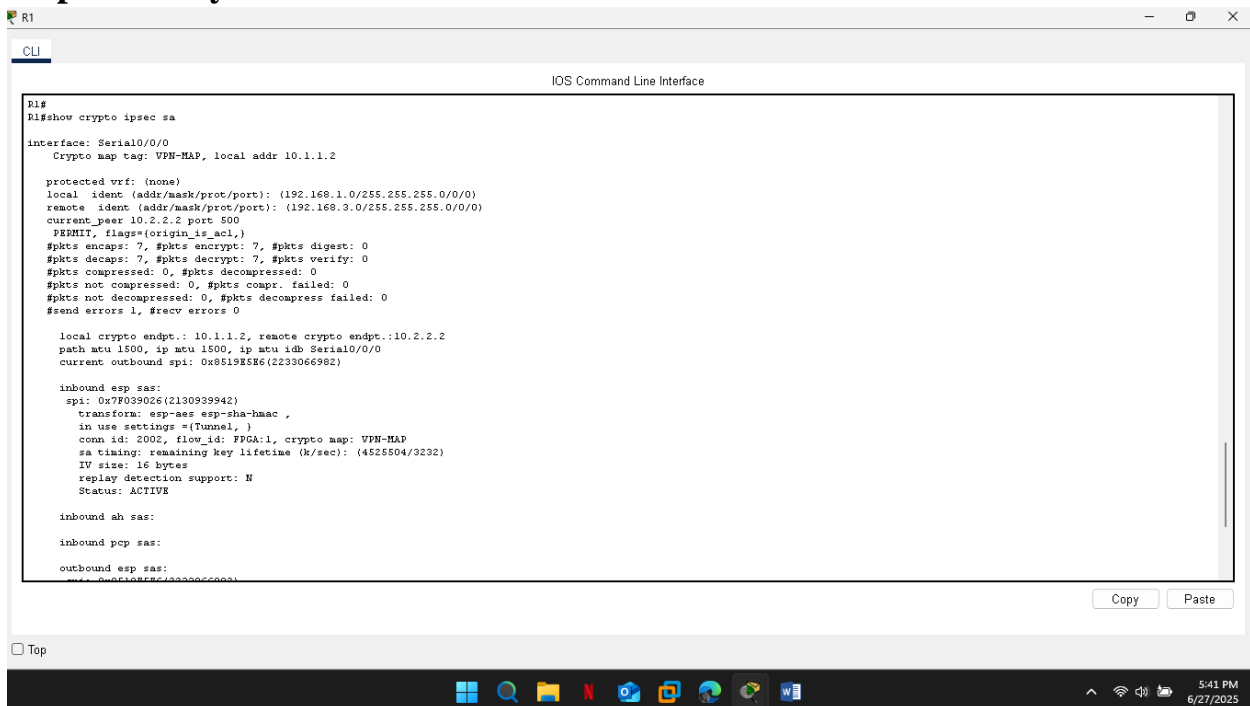 R1
CLI
IOS Command Line Interface
R1#
R1#show crypto ipsec sa
interface: Serial0/0/0
Crypto map tag: VPN-MAP, local addr 10.1.1.2
protected vrf: (none)
local ident (addr/mask/prot/port): (192.168.1.0/255.255.255.0/0/0)
remote ident (addr/mask/prot/port): (192.168.3.0/255.255.255.0/0/0)
current_peer 10.2.2.2 port 500
PERMIT, flags={origin_is_acl,}
#pkts encaps: 7, #pkts encrypt: 7, #pkts digest: 0
#pkts decaps: 7, #pkts decrypt: 7, #pkts verify: 0
#pkts compressed: 0, #pkts decompressed: 0
#pkts not compressed: 0, #pkts compr. failed: 0
#pkts not decompressed: 0, #pkts decompress failed: 0
#send errors 1, #recv errors 0
local crypto endpt.: 10.1.1.2, remote crypto endpt.:10.2.2.2
path mtu 1500, ip mtu 1500, ip mtu idb Serial0/0/0
current outbound spi: 0x8519E5E6(2233066982)
inbound esp sas:
spi: 0x7F039026(2130939942)
transform: esp-aes esp-sha-hmac ,
in use settings ={Tunnel, }
conn id: 2002, flow_id: FPGA:1, crypto map: VPN-MAP
sa timing: remaining key lifetime (k/sec): (4525504/3232)
IV size: 16 bytes
replay detection support: N
Status: ACTIVE
inbound ah sas:
inbound pcp sas:
outbound esp sas:
Copy Paste
Top
5:41 PM
6/27/2025